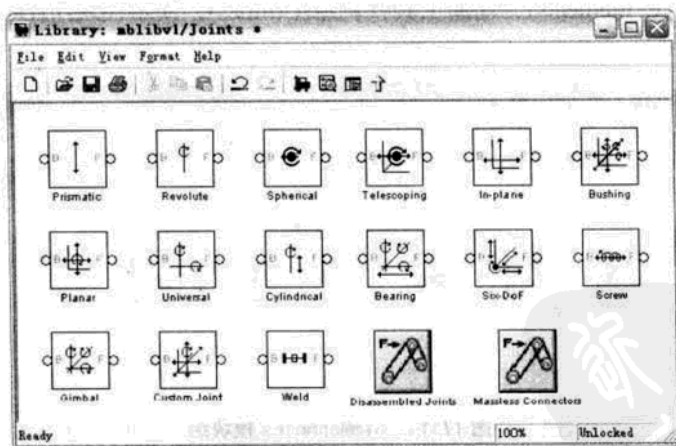 Library: mblibv1/Joints *
File Edit View Format Help
B F B F B F B F B F B F
Prismatic Revolute Spherical Telescoping In-plane Bushing
B F B F B F B F B F B F
Planar Universal Cylindrical Bearing Six-DoF Screw
B F B F B F F F
Gimbal Custom Joint Weld Disassembled Joints Massless Connectors
Ready 100% Unlocked